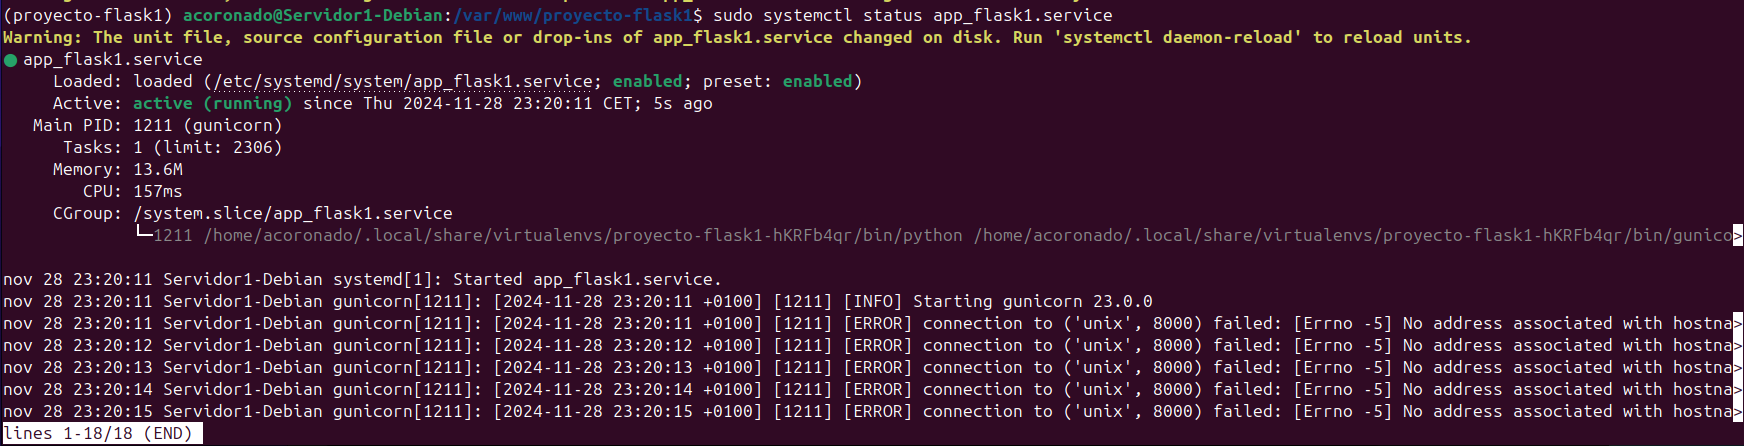 (proyecto-flask1) acoronado@Servidor1-Debian:/var/www/proyecto-flask1$ sudo systemctl status app_flask1.service
Warning: The unit file, source configuration file or drop-ins of app_flask1.service changed on disk. Run 'systemctl daemon-reload' to reload units.
● app_flask1.service
     Loaded: loaded (/etc/systemd/system/app_flask1.service; enabled; preset: enabled)
     Active: active (running) since Thu 2024-11-28 23:20:11 CET; 5s ago
   Main PID: 1211 (gunicorn)
      Tasks: 1 (limit: 2306)
     Memory: 13.6M
        CPU: 157ms
     CGroup: /system.slice/app_flask1.service
             └─1211 /home/acoronado/.local/share/virtualenvs/proyecto-flask1-hKRFb4qr/bin/python /home/acoronado/.local/share/virtualenvs/proyecto-flask1-hKRFb4qr/bin/gunico>
nov 28 23:20:11 Servidor1-Debian systemd[1]: Started app_flask1.service.
nov 28 23:20:11 Servidor1-Debian gunicorn[1211]: [2024-11-28 23:20:11 +0100] [1211] [INFO] Starting gunicorn 23.0.0
nov 28 23:20:11 Servidor1-Debian gunicorn[1211]: [2024-11-28 23:20:11 +0100] [1211] [ERROR] connection to ('unix', 8000) failed: [Errno -5] No address associated with hostna>
nov 28 23:20:12 Servidor1-Debian gunicorn[1211]: [2024-11-28 23:20:12 +0100] [1211] [ERROR] connection to ('unix', 8000) failed: [Errno -5] No address associated with hostna>
nov 28 23:20:13 Servidor1-Debian gunicorn[1211]: [2024-11-28 23:20:13 +0100] [1211] [ERROR] connection to ('unix', 8000) failed: [Errno -5] No address associated with hostna>
nov 28 23:20:14 Servidor1-Debian gunicorn[1211]: [2024-11-28 23:20:14 +0100] [1211] [ERROR] connection to ('unix', 8000) failed: [Errno -5] No address associated with hostna>
nov 28 23:20:15 Servidor1-Debian gunicorn[1211]: [2024-11-28 23:20:15 +0100] [1211] [ERROR] connection to ('unix', 8000) failed: [Errno -5] No address associated with hostna>
lines 1-18/18 (END)